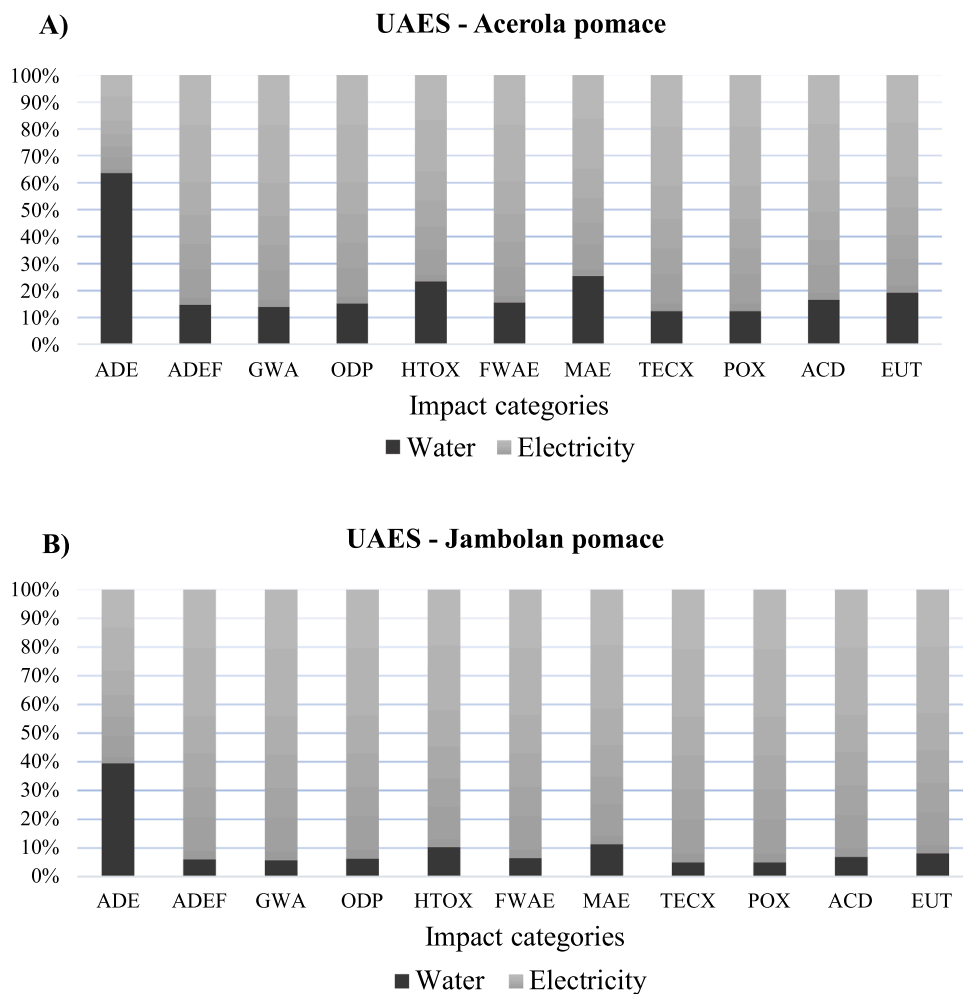 A)
UAES - Acerola pomace
100%
90%
80%
70%
60%
50%
40%
30%
20%
10%
0%
ADE ADEF GWA ODP HTOX FWAE MAE TECX POX ACD EUT
Impact categories
Water Electricity
B)
UAES - Jambolan pomace
100%
90%
80%
70%
60%
50%
40%
30%
20%
10%
0%
ADE ADEF GWA ODP HTOX FWAE MAE TECX POX ACD EUT
Impact categories
Water Electricity